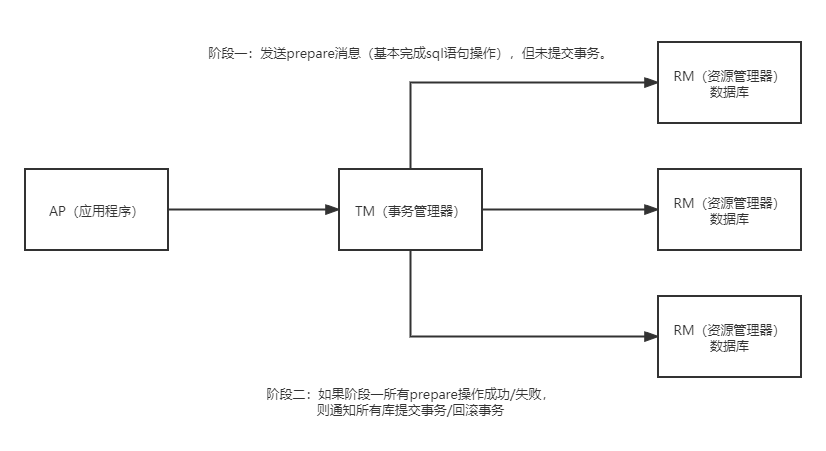 阶段一：发送prepare消息（基本完成sql语句操作），但未提交事务。
RM（资源管理器）
数据库
AP（应用程序）
TM（事务管理器）
RM（资源管理器）
数据库
RM（资源管理器）
数据库
阶段二：如果阶段一所有prepare操作成功/失败，
则通知所有库提交事务/回滚事务